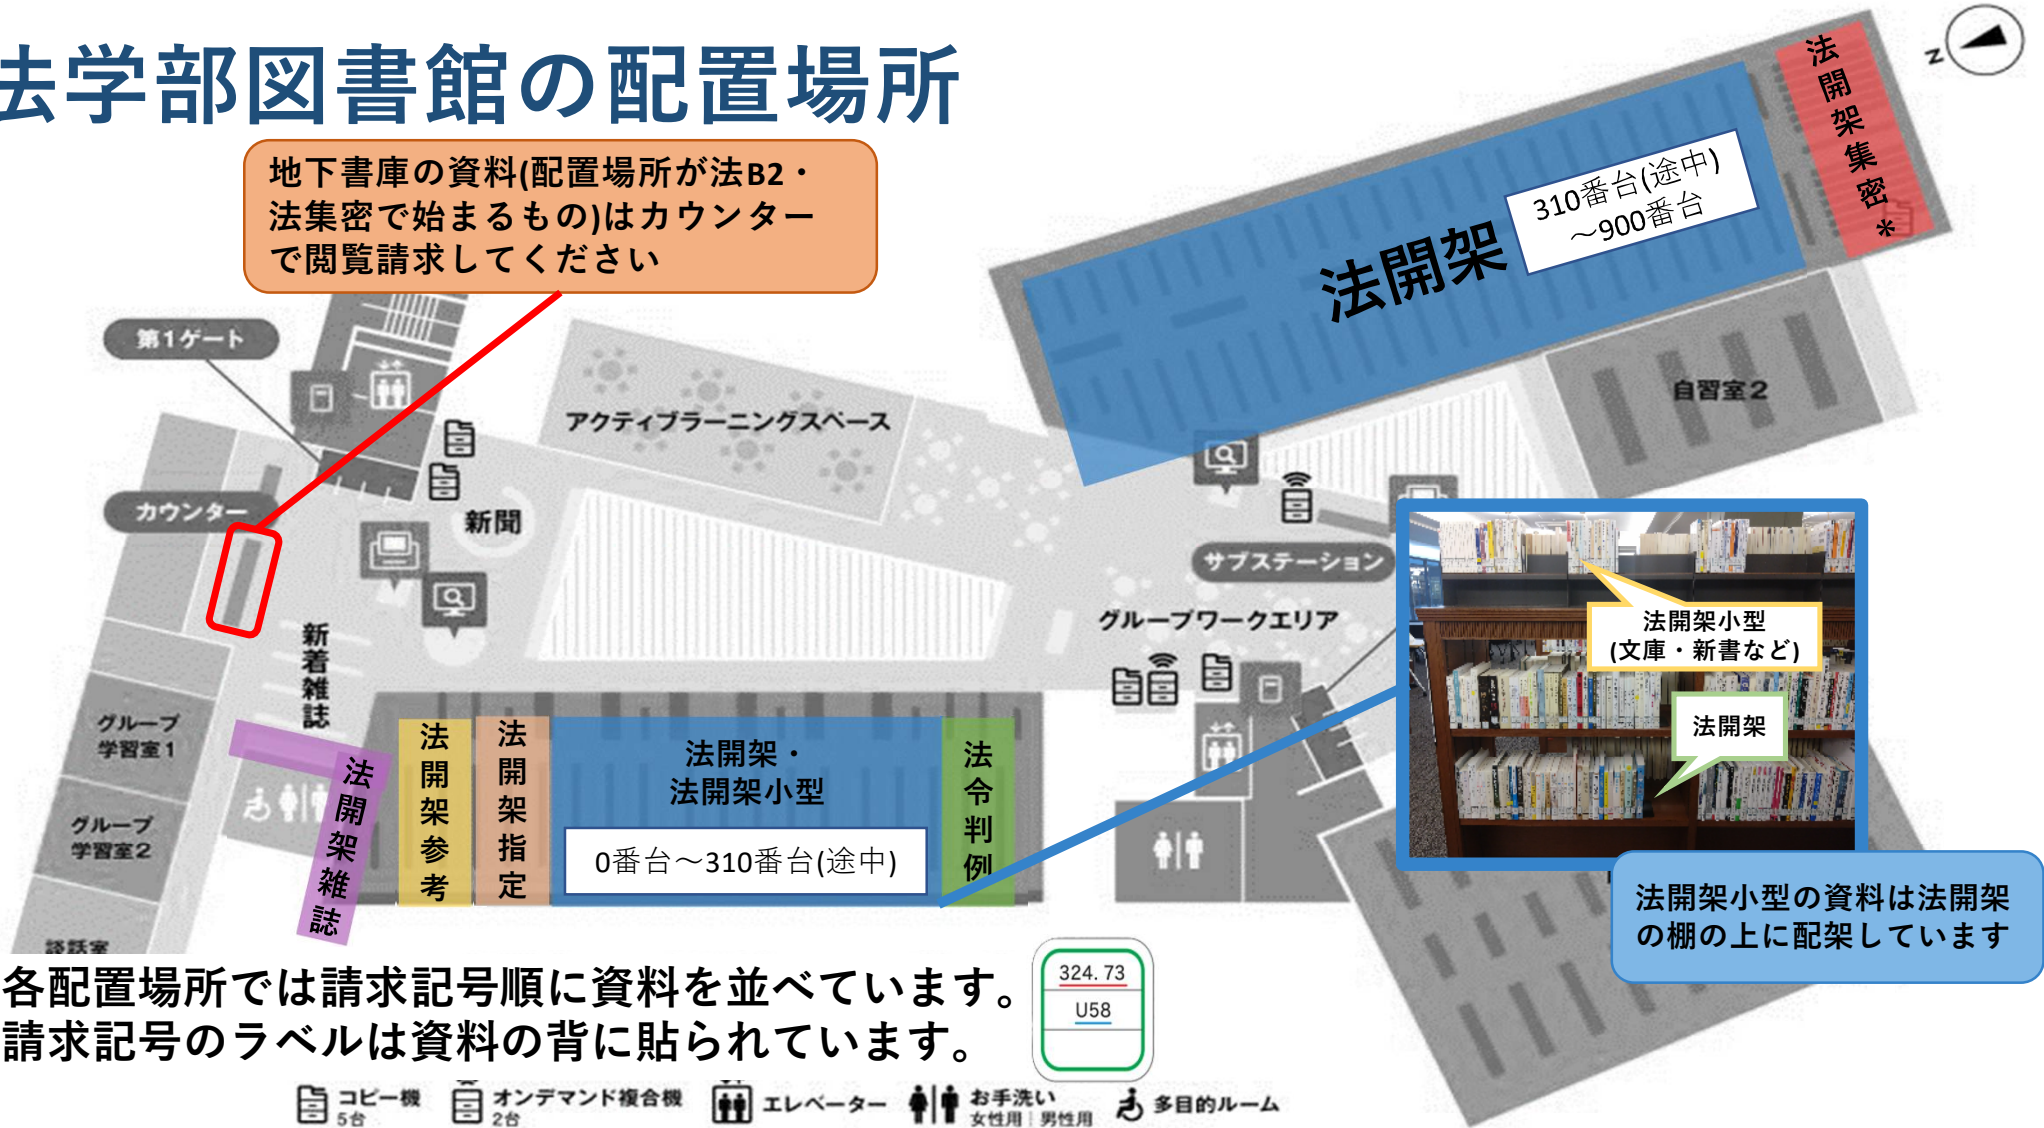 法学部図書館の配置場所
地下書庫の資料(配置場所が法B2・
法集密で始まるもの)はカウンター
で閲覧請求してください
N
法開架集密*
法開架
310番台(途中)
～900番台
第1ゲート
アクティブラーニングスペース
自習室2
カウンター
新聞
サブステーション
グループワークエリア
新着雑誌
法開架小型
(文庫・新書など)
法開架
グループ
学習室1
グループ
学習室2
談話室
法開架雑誌
法開架参考
法開架指定
法開架・
法開架小型
0番台～310番台(途中)
法令判例
法開架小型の資料は法開架
の棚の上に配架しています
各配置場所では請求記号順に資料を並べています。
請求記号のラベルは資料の背に貼られています。
324.73
U58
コピー機
5台
オンデマンド複合機
2台
エレベーター
お手洗い
女性用 男性用
多目的ルーム